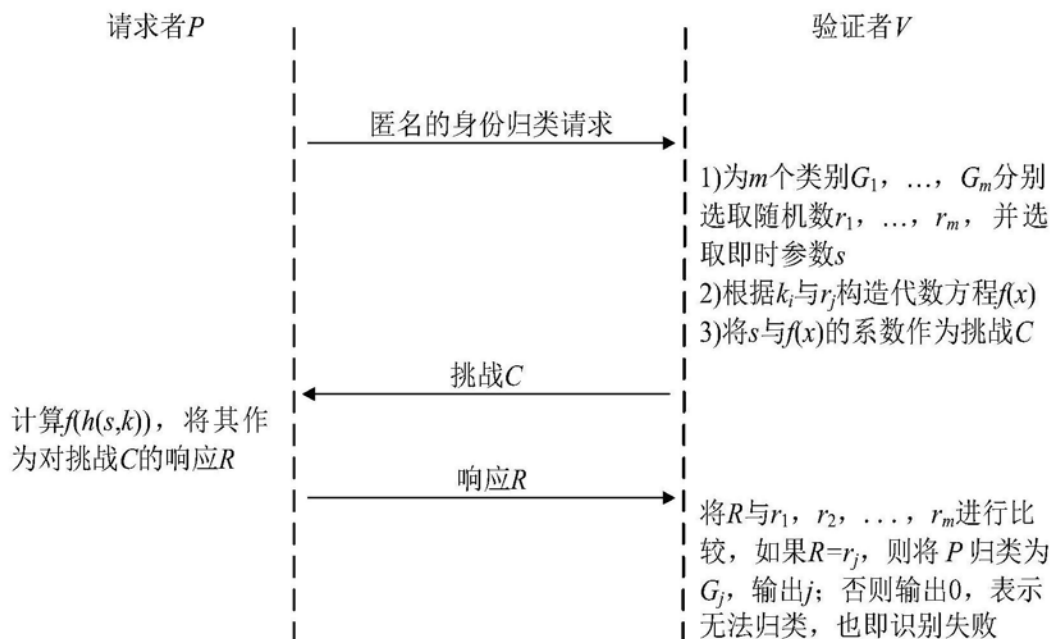 请求者P
验证者V
匿名的身份归类请求
1)为m个类别G₁，…，Gₘ分别
选取随机数r₁，…，rₘ，并选
取即时参数s
2)根据kᵢ与rⱼ构造代数方程f(x)
3)将s与f(x)的系数作为挑战C
挑战C
计算f(h(s,k))，将其作
为对挑战C的响应R
响应R
将R与r₁，r₂，...，rₘ进行比
较，如果R=rⱼ，则将 P 归类为
Gⱼ，输出j；否则输出0，表示
无法归类，也即识别失败